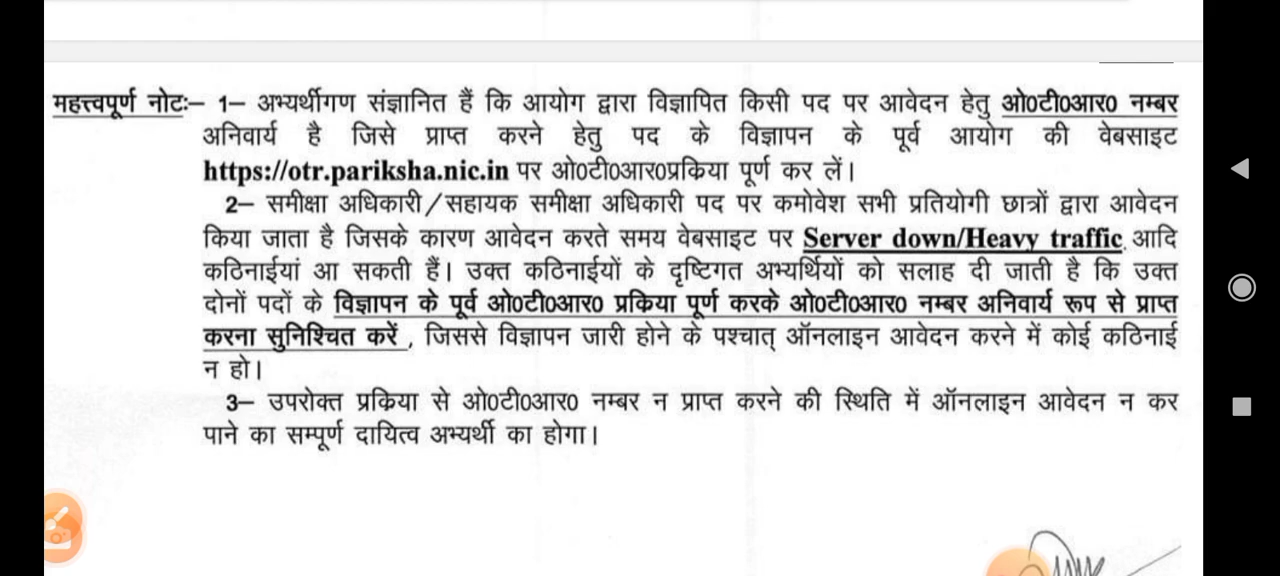 महत्त्वपूर्ण नोटः– 1– अभ्यर्थीगण संज्ञानित हैं कि आयोग द्वारा विज्ञापित किसी पद पर आवेदन हेतु ओ0टी0आर0 नम्बर
अनिवार्य है जिसे प्राप्त करने हेतु पद के विज्ञापन के पूर्व आयोग की वेबसाइट
https://otr.pariksha.nic.in पर ओ0टी0आर0प्रकिया पूर्ण कर लें।
2– समीक्षा अधिकारी/सहायक समीक्षा अधिकारी पद पर कमोवेश सभी प्रतियोगी छात्रों द्वारा आवेदन
किया जाता है जिसके कारण आवेदन करते समय वेबसाइट पर Server down/Heavy traffic आदि
कठिनाईयां आ सकती हैं। उक्त कठिनाईयों के दृष्टिगत अभ्यर्थियों को सलाह दी जाती है कि उक्त
दोनों पदों के विज्ञापन के पूर्व ओ0टी0आर0 प्रकिया पूर्ण करके ओ0टी0आर0 नम्बर अनिवार्य रूप से प्राप्त
करना सुनिश्चित करें , जिससे विज्ञापन जारी होने के पश्चात् ऑनलाइन आवेदन करने में कोई कठिनाई
न हो।
3– उपरोक्त प्रकिया से ओ0टी0आर0 नम्बर न प्राप्त करने की स्थिति में ऑनलाइन आवेदन न कर
पाने का सम्पूर्ण दायित्व अभ्यर्थी का होगा।